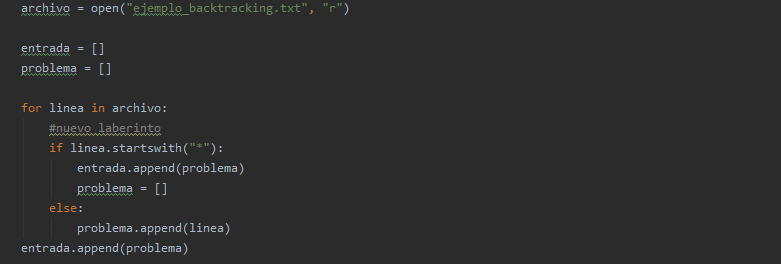 archivo = open("ejemplo_backtracking.txt", "r")
entrada = []
problema = []
for linea in archivo:
#nuevo laberinto
if linea.startswith("*"):
entrada.append(problema)
problema = []
else:
problema.append(linea)
entrada.append(problema)